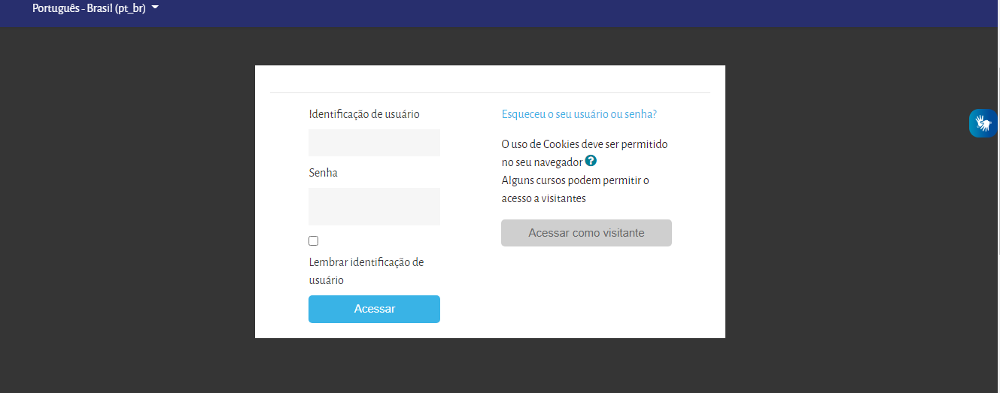 Português - Brasil (pt_br)
Identificação de usuário
Senha
Lembrar identificação de
usuário
Acessar
Esqueceu o seu usuário ou senha?
O uso de Cookies deve ser permitido
no seu navegador ?
Alguns cursos podem permitir o
acesso a visitantes
Acessar como visitante